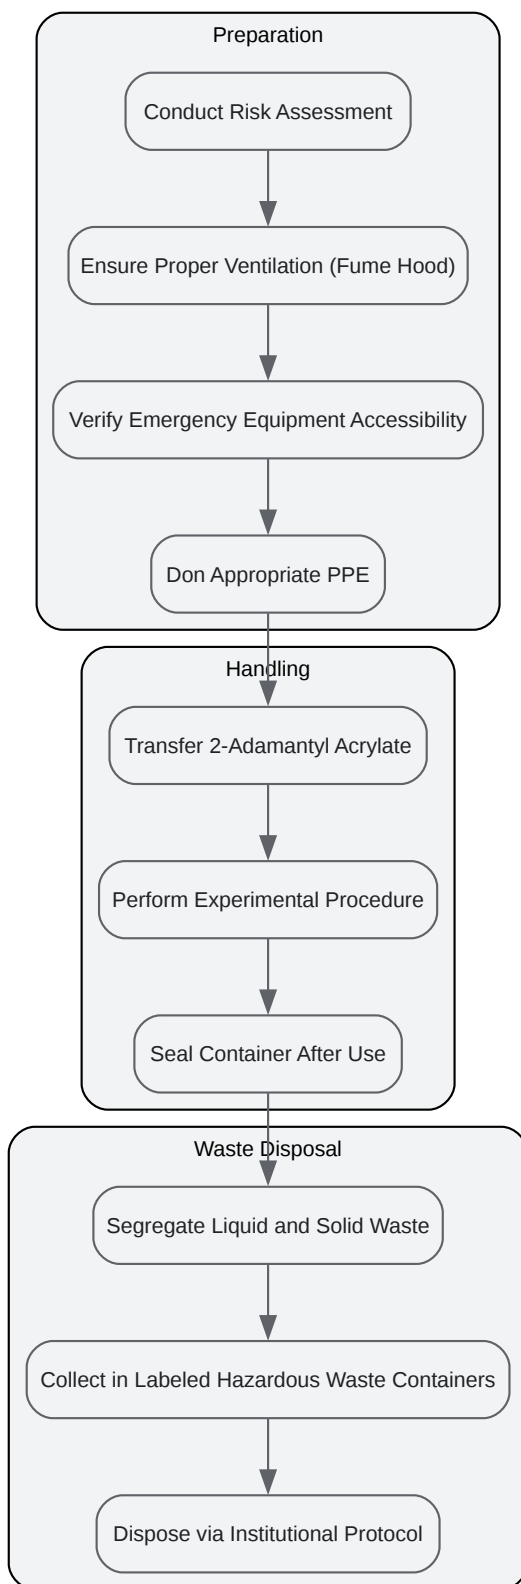 Preparation
Conduct Risk Assessment
Ensure Proper Ventilation (Fume Hood)
Verify Emergency Equipment Accessibility
Don Appropriate PPE
Handling
Transfer 2-Adamantyl Acrylate
Perform Experimental Procedure
Seal Container After Use
Waste Disposal
Segregate Liquid and Solid Waste
Collect in Labeled Hazardous Waste Containers
Dispose via Institutional Protocol